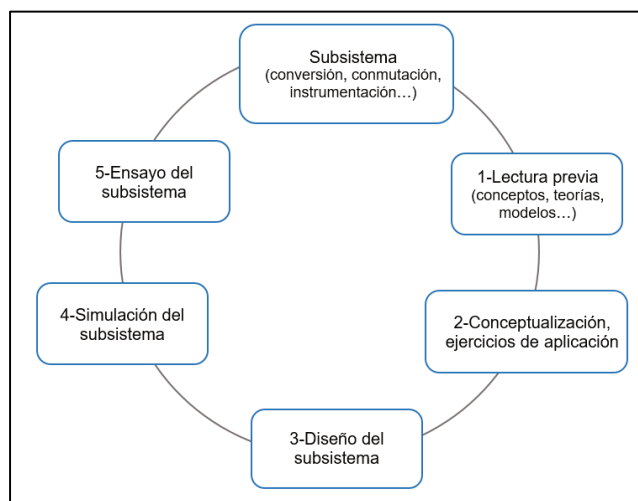 Subsistema
(conversión, conmutación,
instrumentación…)
1-Lectura previa
(conceptos, teorías,
modelos…)
2-Conceptualización,
ejercicios de aplicación
3-Diseño del
subsistema
4-Simulación del
subsistema
5-Ensayo del
subsistema